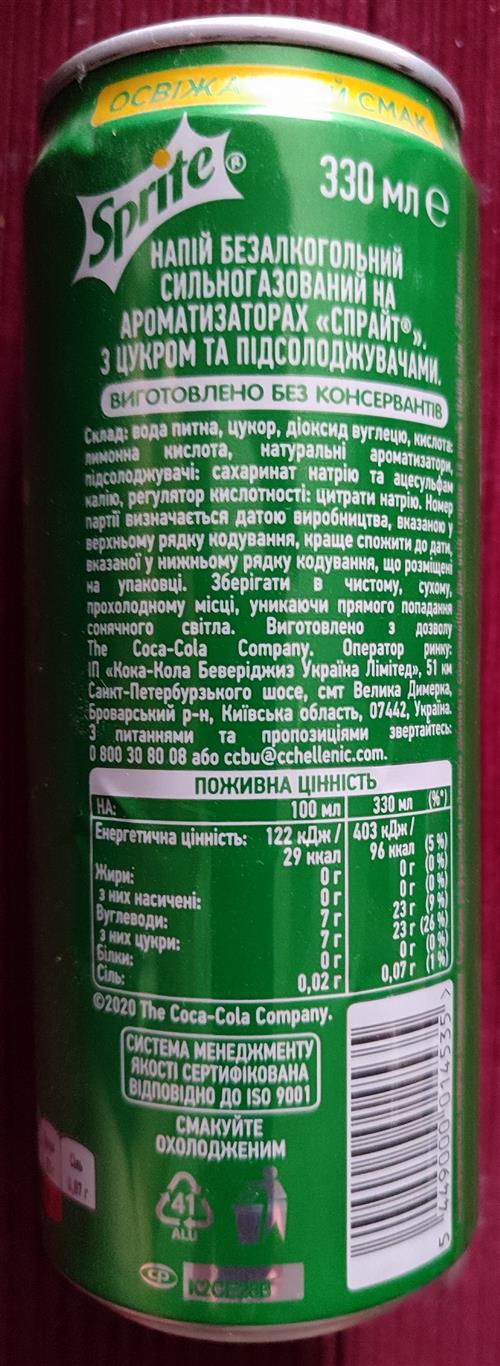 СМАК
Sprite®
330 мл e
НАПІЙ БЕЗАЛКОГОЛЬНИЙ
СИЛЬНОГАЗОВАНИЙ НА
АРОМАТИЗАТОРАХ «СПРАЙТ®».
З ЦУКРОМ ТА ПІДСОЛОДЖУВАЧАМИ.
ВИГОТОВЛЕНО БЕЗ КОНСЕРВАНТІВ
Склад: вода питна, цукор, діоксид вуглецю, кислота:
лимонна кислота, натуральні ароматизатори,
підсолоджувачі: сахаринат натрію та ацесульфам
калію, регулятор кислотності: цитрати натрію. Номер
партії визначається датою виробництва, вказаною у
верхньому рядку кодування, краще спожити до дати,
вказаної у нижньому рядку кодування, що розміщені
на упаковці. Зберігати в чистому, сухому,
прохолодному місці, уникаючи прямого попадання
сонячного світла. Виготовлено з дозволу
The Coca-Cola Company. Оператор ринку:
ІП «Кока-Кола Беверіджиз Україна Лімітед», 51 км
Санкт-Петербурзького шосе, смт Велика Димерка,
Броварський р-н, Київська область, 07442, Україна.
З питаннями та пропозиціями звертайтесь:
0 800 30 80 08 або ccbu@cchellenic.com.
ПОЖИВНА ЦІННІСТЬ
НА: 100 мл 330 мл (%*)
Енергетична цінність: 122 кДж / 403 кДж /
29 ккал 96 ккал (5 %)
Жири: 0 г 0 г (0 %)
з них насичені: 0 г 0 г (0 %)
Вуглеводи: 7 г 23 г (9 %)
з них цукри: 7 г 23 г (26 %)
Білки: 0 г 0 г (0 %)
Сіль: 0,02 г 0,07 г (1 %)
©2020 The Coca-Cola Company.
СИСТЕМА МЕНЕДЖМЕНТУ
ЯКОСТІ СЕРТИФІКОВАНА
ВІДПОВІДНО ДО ISO 9001
СМАКУЙТЕ
ОХОЛОДЖЕНИМ
41
ALU
Сіль
0,07 г
5 449000 014535 >